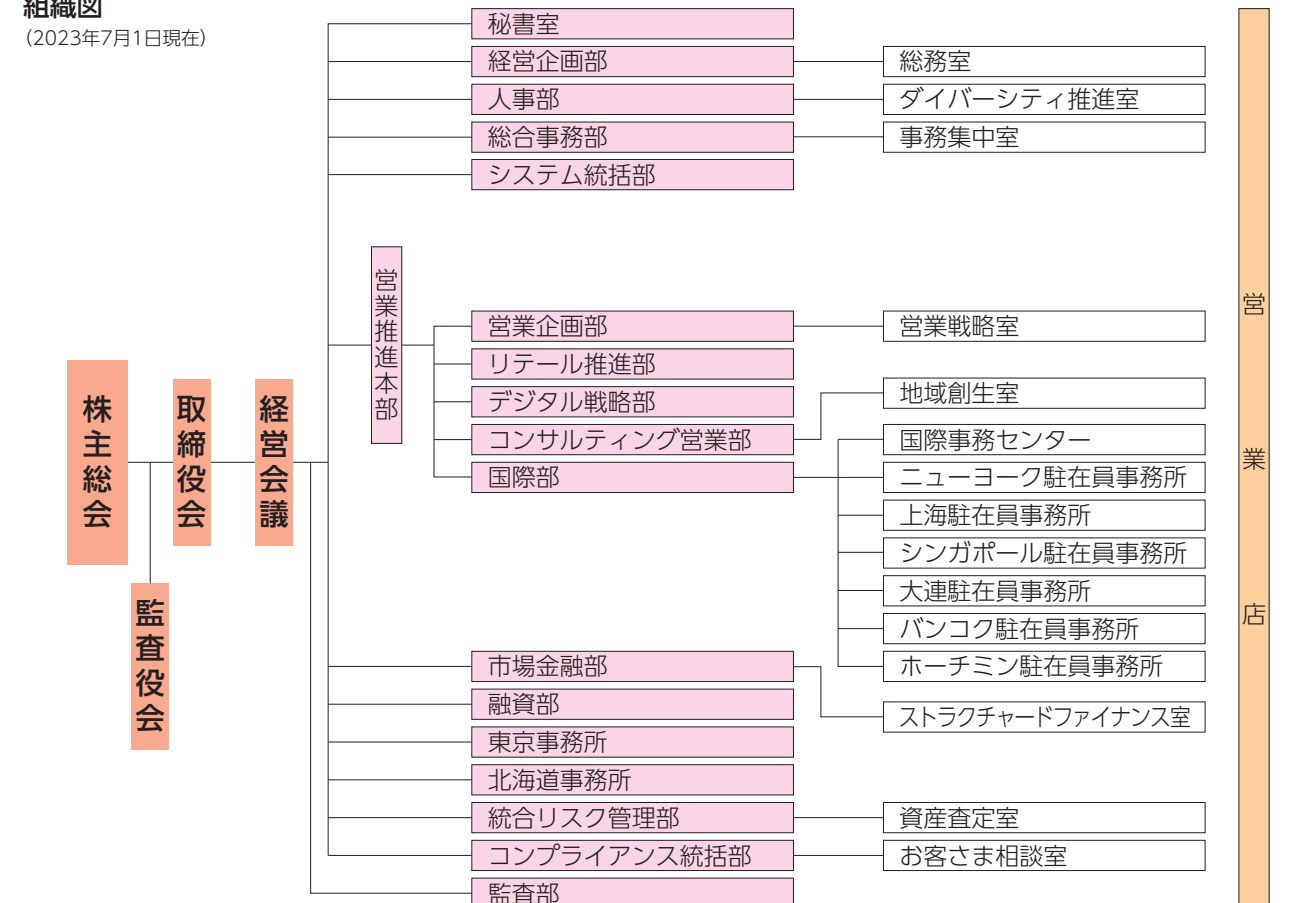 組織図
(2023年7月1日現在)
株主総会
取締役会
経営会議
監査役会
秘書室
経営企画部
総務室
人事部
ダイバーシティ推進室
総合事務部
事務集中室
システム統括部
営業推進本部
営業企画部
営業戦略室
リテール推進部
デジタル戦略部
コンサルティング営業部
地域創生室
国際部
国際事務センター
ニューヨーク駐在員事務所
上海駐在員事務所
シンガポール駐在員事務所
大連駐在員事務所
バンコク駐在員事務所
ホーチミン駐在員事務所
市場金融部
ストラクチャードファイナンス室
融資部
東京事務所
北海道事務所
統合リスク管理部
資産査定室
コンプライアンス統括部
お客さま相談室
監査部
営業店